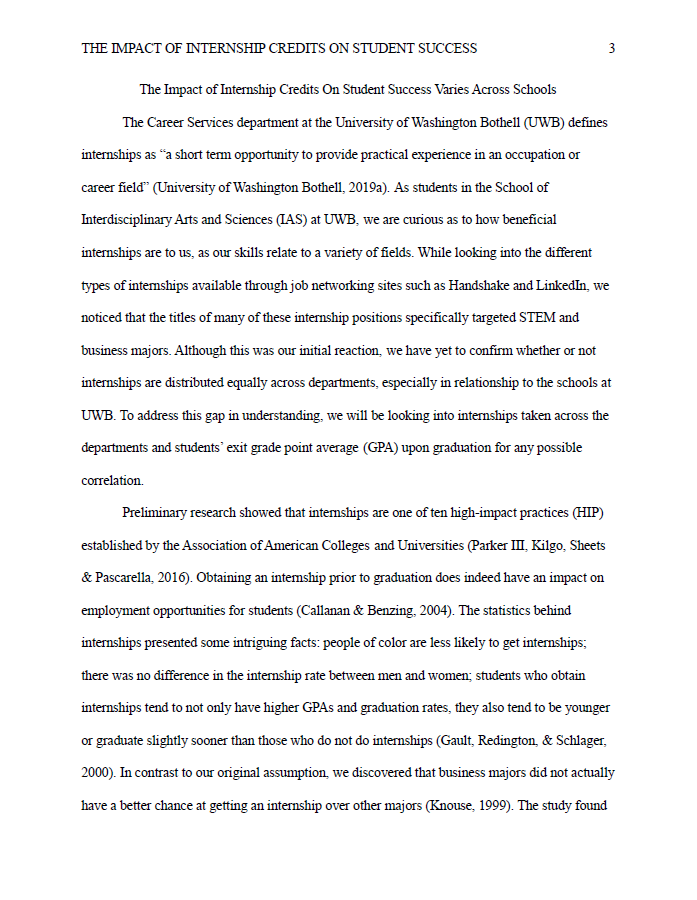 THE IMPACT OF INTERNSHIP CREDITS ON STUDENT SUCCESS 3
The Impact of Internship Credits On Student Success Varies Across Schools
The Career Services department at the University of Washington Bothell (UWB) defines
internships as “a short term opportunity to provide practical experience in an occupation or
career field” (University of Washington Bothell, 2019a). As students in the School of
Interdisciplinary Arts and Sciences (IAS) at UWB, we are curious as to how beneficial
internships are to us, as our skills relate to a variety of fields. While looking into the different
types of internships available through job networking sites such as Handshake and LinkedIn, we
noticed that the titles of many of these internship positions specifically targeted STEM and
business majors. Although this was our initial reaction, we have yet to confirm whether or not
internships are distributed equally across departments, especially in relationship to the schools at
UWB. To address this gap in understanding, we will be looking into internships taken across the
departments and students’ exit grade point average (GPA) upon graduation for any possible
correlation.
Preliminary research showed that internships are one of ten high-impact practices (HIP)
established by the Association of American Colleges and Universities (Parker III, Kilgo, Sheets
& Pascarella, 2016). Obtaining an internship prior to graduation does indeed have an impact on
employment opportunities for students (Callanan & Benzing, 2004). The statistics behind
internships presented some intriguing facts: people of color are less likely to get internships;
there was no difference in the internship rate between men and women; students who obtain
internships tend to not only have higher GPAs and graduation rates, they also tend to be younger
or graduate slightly sooner than those who do not do internships (Gault, Redington, & Schlager,
2000). In contrast to our original assumption, we discovered that business majors did not actually
have a better chance at getting an internship over other majors (Knouse, 1999). The study found